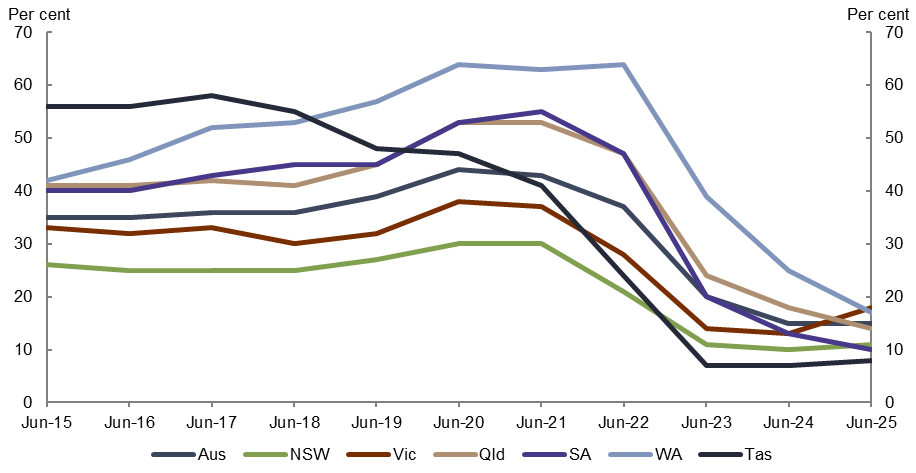 Per cent Per cent
70 70
60 60
50 50
40 40
30 30
20 20
10 10
0 0
Jun-15 Jun-16 Jun-17 Jun-18 Jun-19 Jun-20 Jun-21 Jun-22 Jun-23 Jun-24 Jun-25
Aus NSW Vic Qld SA WA Tas